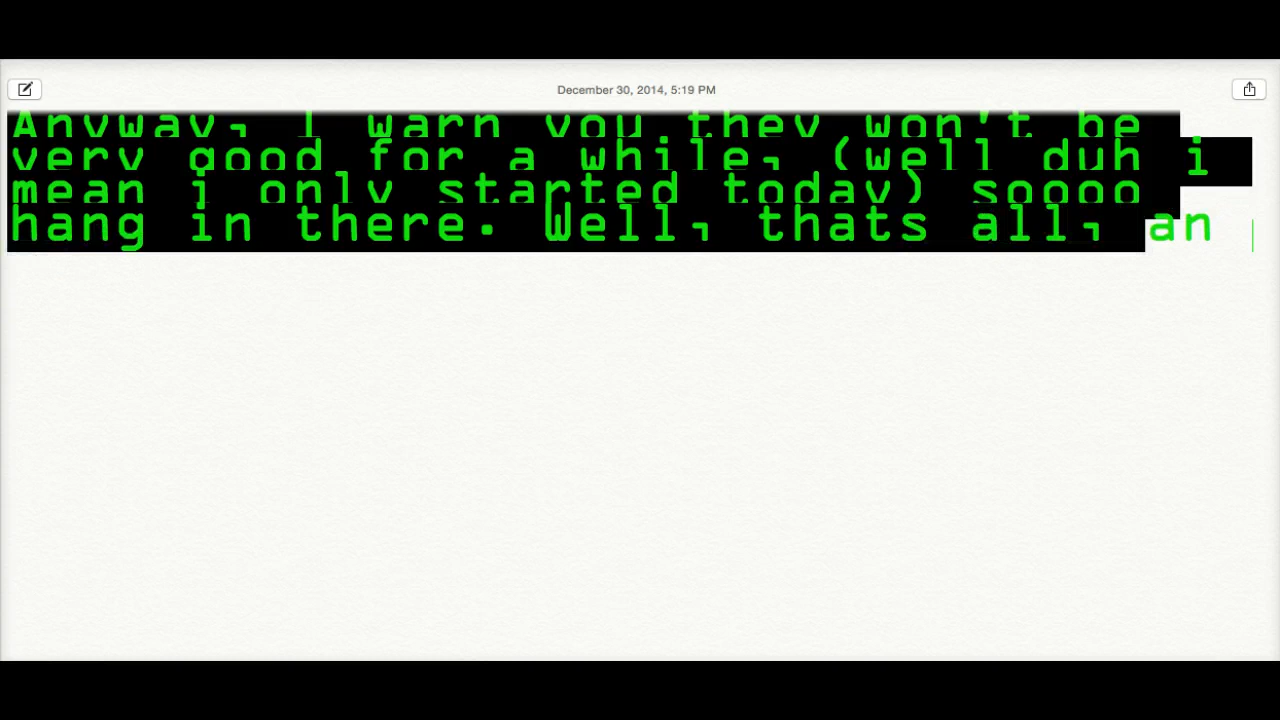 December 30, 2014, 5:19 PM
Anyway, I warn you they won't be
very good for a while, (well duh i
mean i only started today) soooo
hang in there. Well, thats all, an